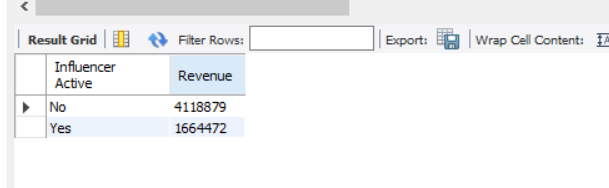 Result Grid Filter Rows: Export: Wrap Cell Content:
Influencer Active Revenue
No 4118879
Yes 1664472